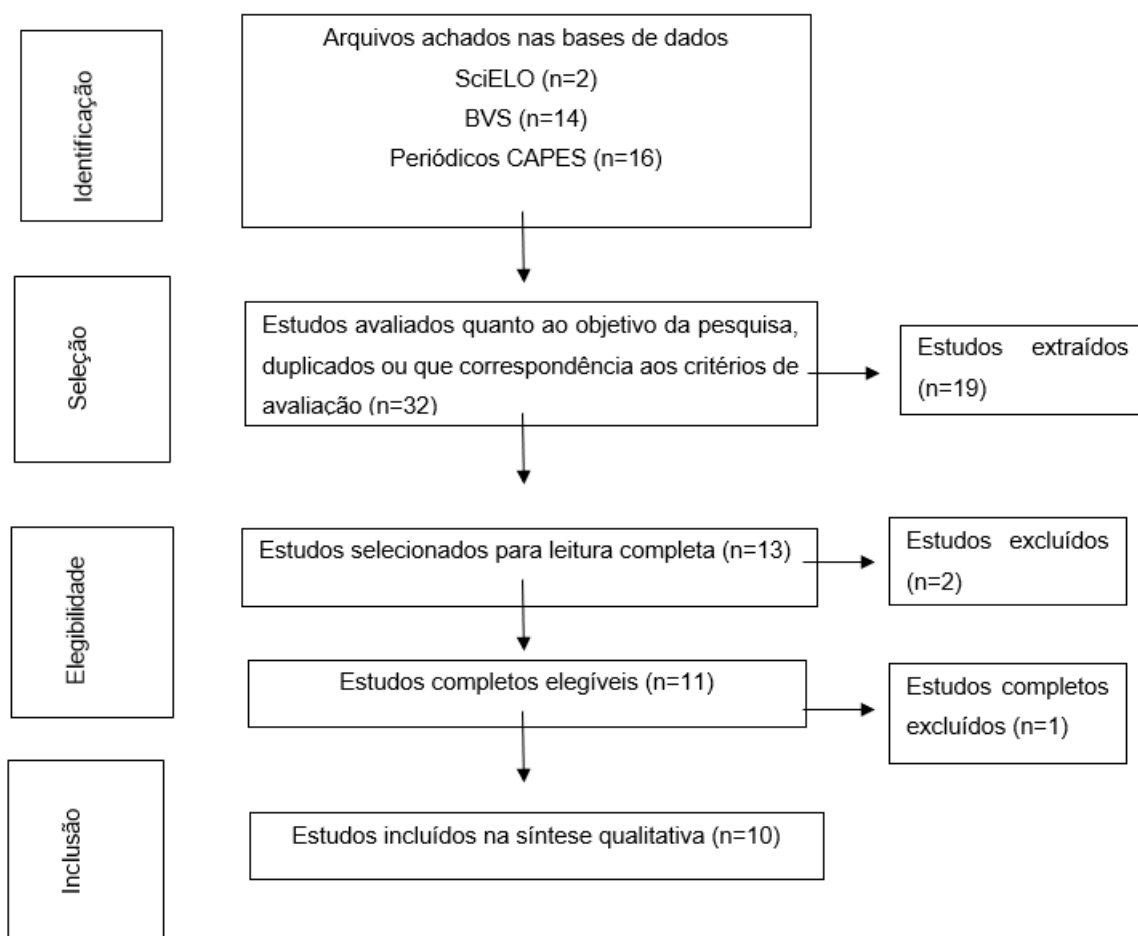 Identificação
Arquivos achados nas bases de dados
SciELO (n=2)
BVS (n=14)
Periódicos CAPES (n=16)
Seleção
Estudos avaliados quanto ao objetivo da pesquisa,
duplicados ou que correspondência aos critérios de
avaliação (n=32)
Estudos extraídos
(n=19)
Elegibilidade
Estudos selecionados para leitura completa (n=13)
Estudos excluídos
(n=2)
Estudos completos elegíveis (n=11)
Estudos completos
excluídos (n=1)
Inclusão
Estudos incluídos na síntese qualitativa (n=10)